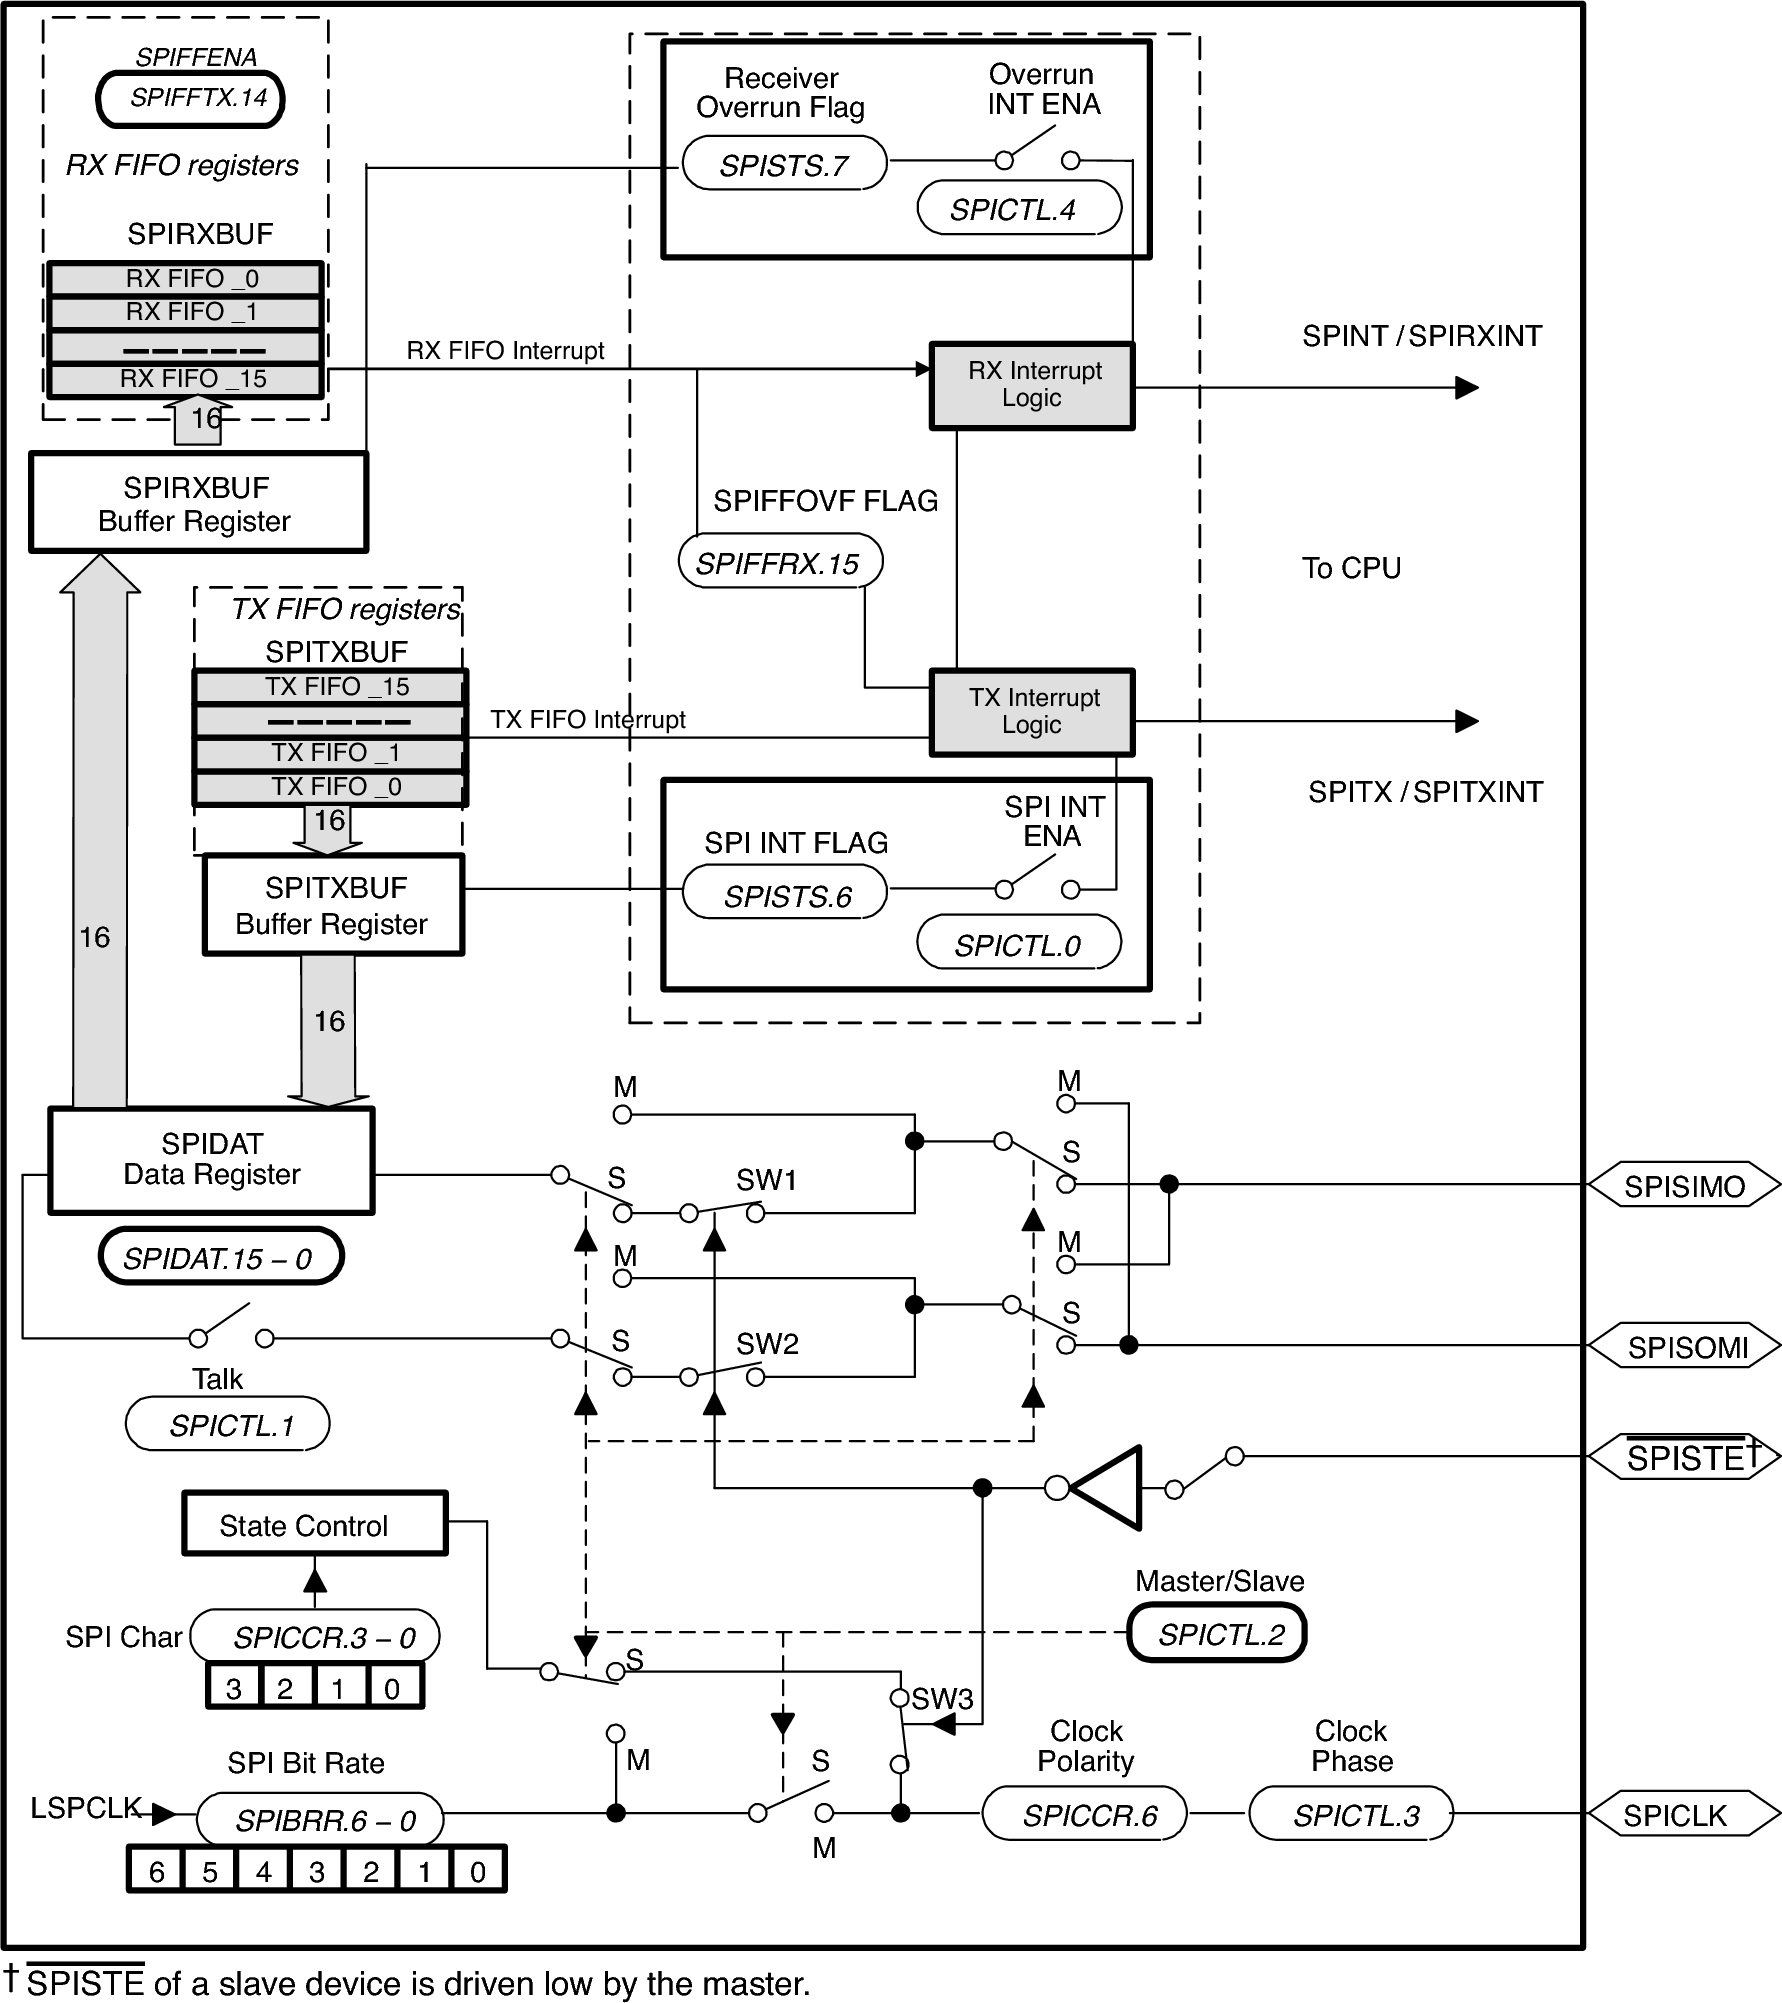 SPIFFENA
SPIFFTX.14
RX FIFO registers
SPIRXBUF
RX FIFO _0
RX FIFO _1
RX FIFO _15
16
SPIRXBUF
Buffer Register
Receiver
Overrun Flag
SPISTS.7
Overrun
INT ENA
SPICTL.4
RX FIFO Interrupt
RX Interrupt
Logic
SPINT / SPIRXINT
SPIFFOVF FLAG
SPIFFRX.15
To CPU
TX FIFO registers
SPITXBUF
TX FIFO _15
TX FIFO _1
TX FIFO _0
16
TX FIFO Interrupt
TX Interrupt
Logic
SPITX / SPITXINT
SPITXBUF
Buffer Register
SPI INT FLAG
SPISTS.6
SPI INT
ENA
SPICTL.0
16
16
SPIDAT
Data Register
SPIDAT.15 – 0
M
S
SW1
M
S
SPISIMO
M
S
SW2
M
S
SPISOMI
Talk
SPICTL.1
SPISTE†
State Control
Master/Slave
SPICTL.2
SPI Char
SPICCR.3 – 0
3 2 1 0
S
SW3
M
SPI Bit Rate
LSPCLK
SPIBRR.6 – 0
6 5 4 3 2 1 0
S
M
Clock
Polarity
SPICCR.6
Clock
Phase
SPICTL.3
SPICLK
† SPISTE of a slave device is driven low by the master.